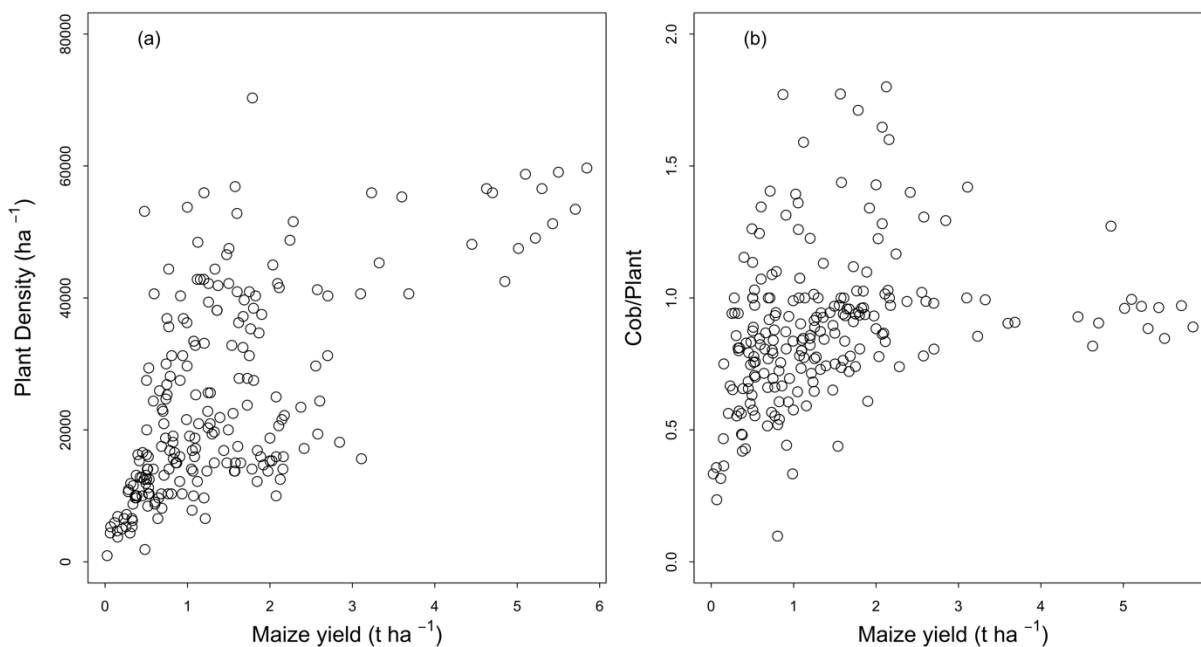 (a)
Plant Density (ha ⁻¹)
80000
60000
40000
20000
0
0 1 2 3 4 5 6
Maize yield (t ha ⁻¹)
(b)
Cob/Plant
2.0
1.5
1.0
0.5
0.0
0 1 2 3 4 5
Maize yield (t ha ⁻¹)